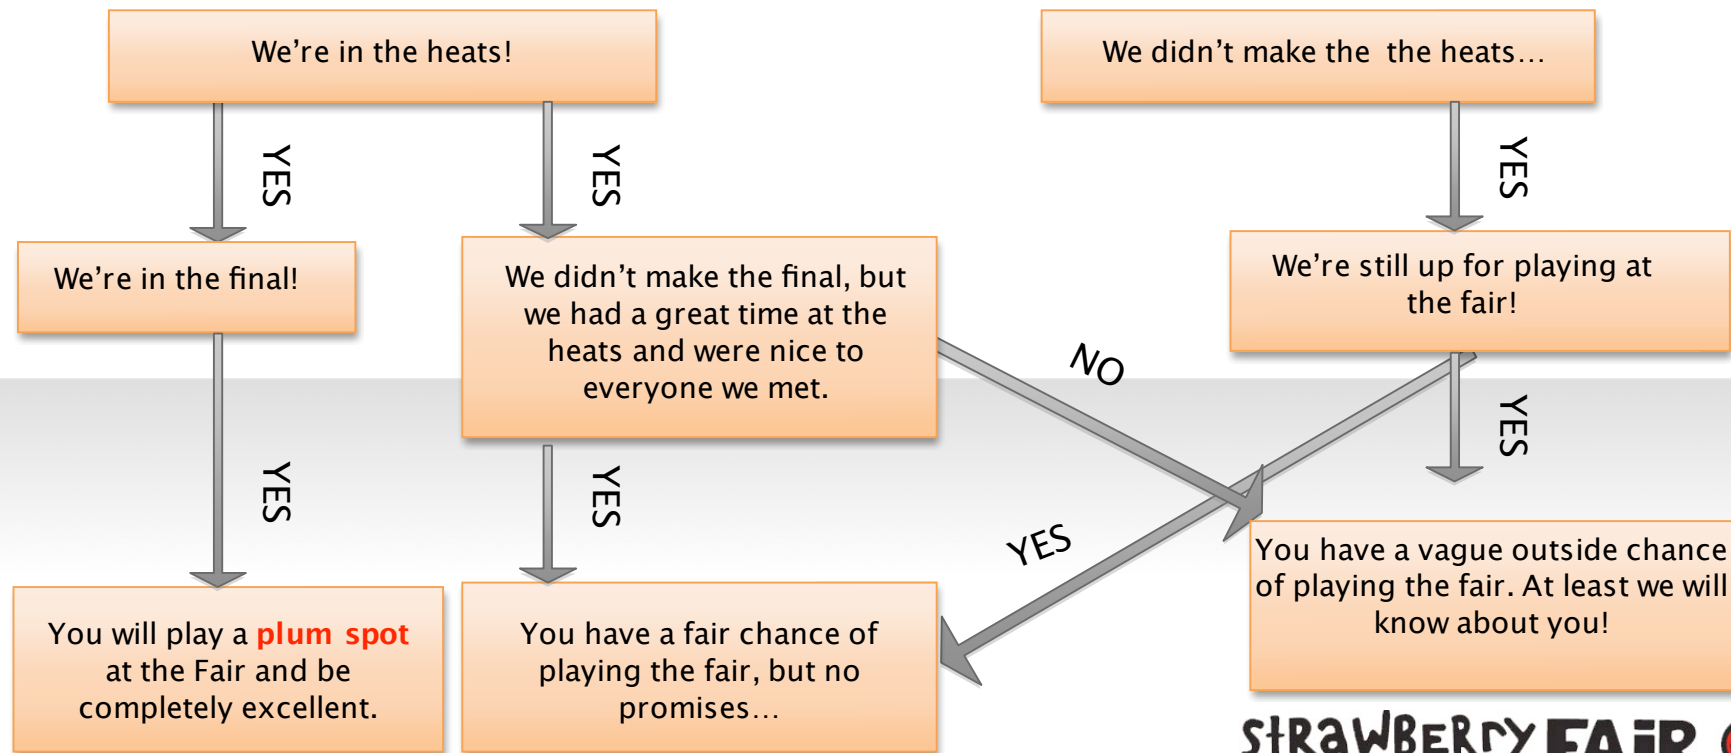 We're in the heats!
We didn't make the the heats…
YES
YES
YES
We're in the final!
We didn't make the final, but
we had a great time at the
heats and were nice to
everyone we met.
We're still up for playing at
the fair!
NO
YES
YES
YES
YES
You will play a plum spot
at the Fair and be
completely excellent.
You have a fair chance of
playing the fair, but no
promises…
You have a vague outside chance
of playing the fair. At least we will
know about you!
STRAWBERRY FAIR